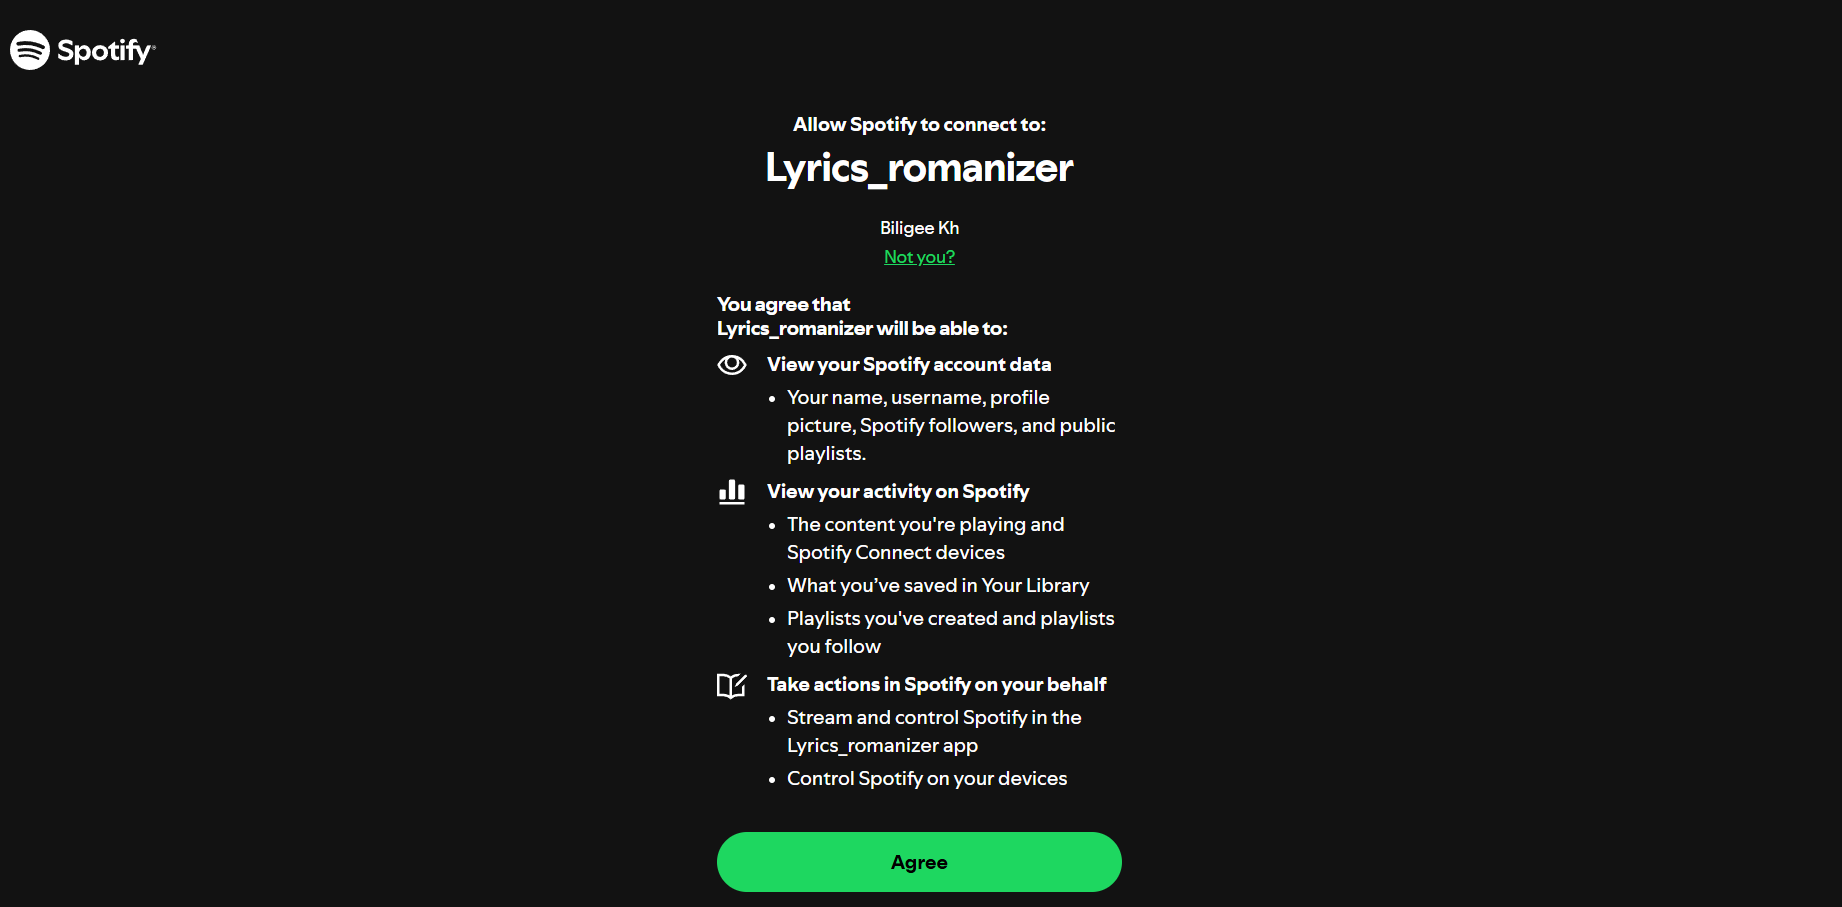 Spotify®
Allow Spotify to connect to:
Lyrics_romanizer
Biligee Kh
Not you?
You agree that
Lyrics_romanizer will be able to:
View your Spotify account data
• Your name, username, profile
picture, Spotify followers, and public
playlists.
View your activity on Spotify
• The content you're playing and
Spotify Connect devices
• What you’ve saved in Your Library
• Playlists you've created and playlists
you follow
Take actions in Spotify on your behalf
• Stream and control Spotify in the
Lyrics_romanizer app
• Control Spotify on your devices
Agree